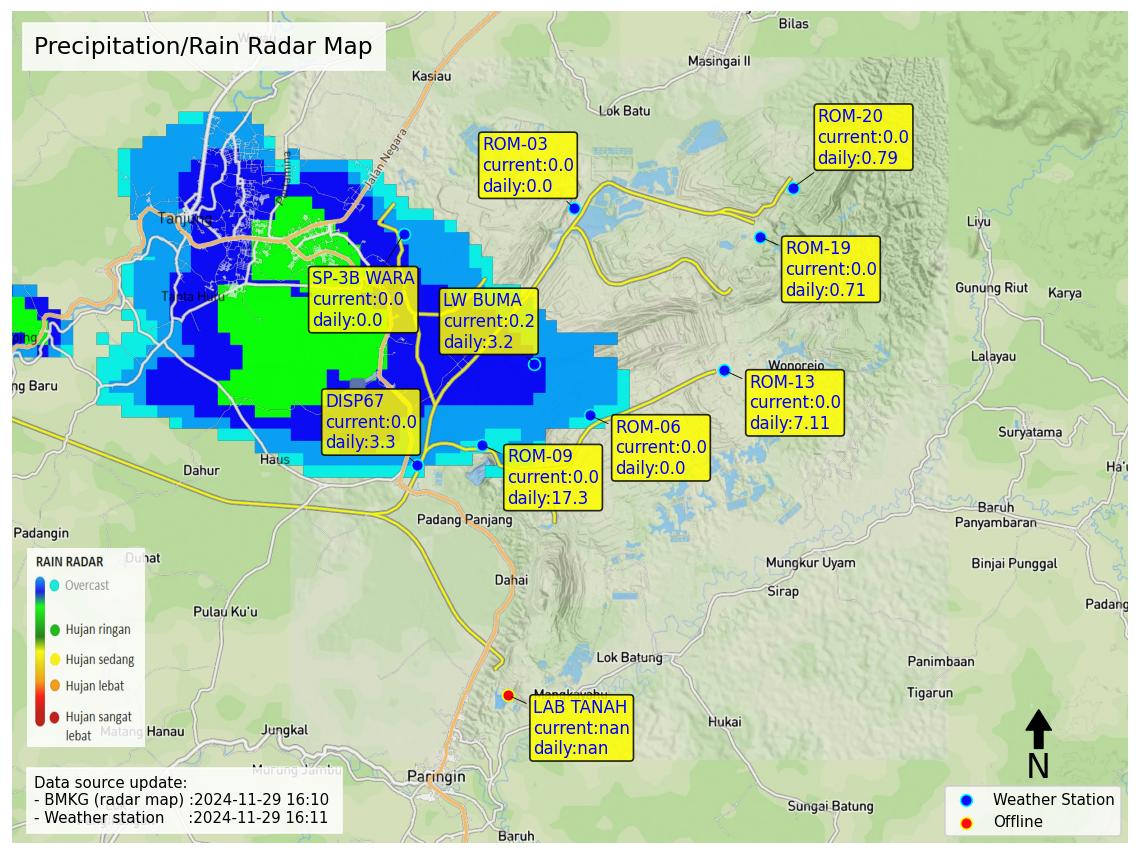 Precipitation/Rain Radar Map
Bilas
Masingai II
Kasiau
Lok Batu
Jalan Negara
Tanjung
ROM-20
current:0.0
daily:0.79
ROM-03
current:0.0
daily:0.0
Liyu
ROM-19
current:0.0
daily:0.71
SP-3B WARA
current:0.0
daily:0.0
Gunung Riut
Karya
LW BUMA
current:0.2
daily:3.2
Lalayau
Wonorejo
ng Baru
ROM-13
current:0.0
daily:7.11
DISP67
current:0.0
daily:3.3
ROM-06
current:0.0
daily:0.0
Suryatama
Haus
Dahur
ROM-09
current:0.0
daily:17.3
Ha'u
Baruh
Panyambaran
Padang Panjang
Padangin
Duhat
RAIN RADAR
Overcast
Hujan ringan
Hujan sedang
Hujan lebat
Hujan sangat
lebat
Mungkur Uyam
Binjai Punggal
Dahai
Sirap
Padang
Pulau Ku'u
Lok Batung
Panimbaan
Tigarun
LAB TANAH
current:nan
daily:nan
Hukai
Hanau
Jungkal
Paringin
Sungai Batung
Baruh
Data source update:
- BMKG (radar map) :2024-11-29 16:10
- Weather station :2024-11-29 16:11
N
Weather Station
Offline